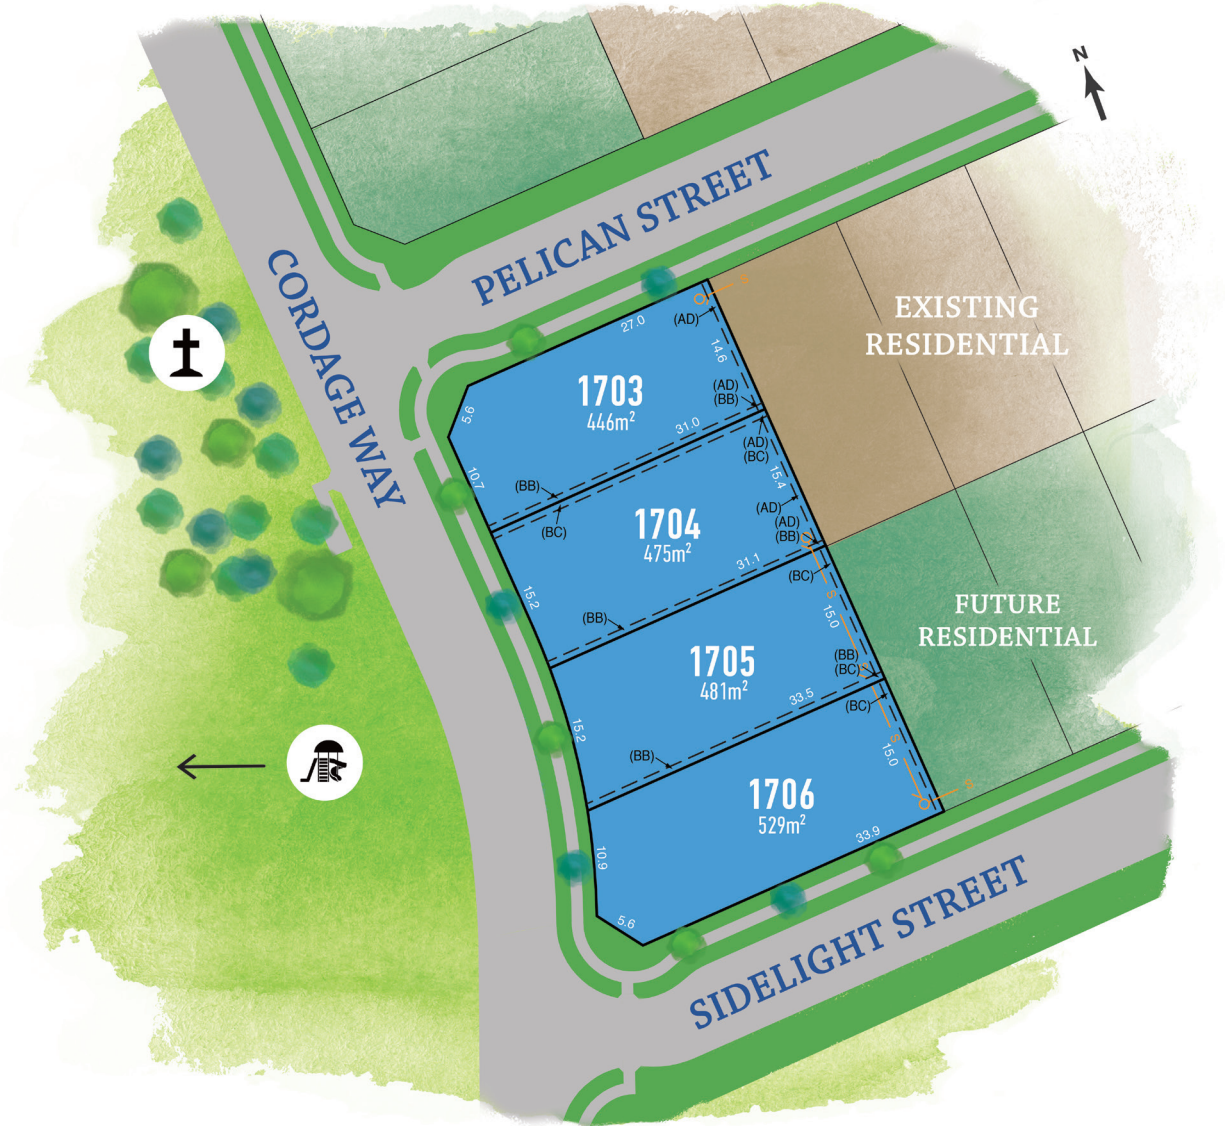 N
PELICAN STREET
CORDAGE WAY
EXISTING
RESIDENTIAL
S
27.0
(AD)
14.6
1703
446m²
5.6
(AD)
(BB)
31.0
10.7
(BB)
(AD)
(BC)
15.4
(BC)
1704
475m²
(AD)
(AD)
(BB)
31.1
(BC)
15.2
(BB)
S
15.0
FUTURE
RESIDENTIAL
1705
481m²
(BB)
(BC)
33.5
(BC)
15.2
(BB)
S
15.0
1706
529m²
S
33.9
10.9
5.6
SIDELIGHT STREET